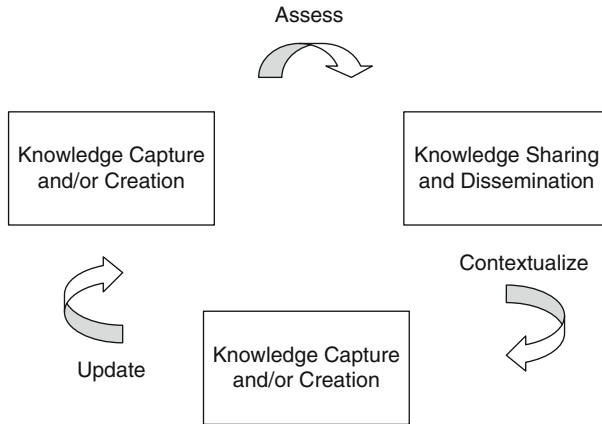 Assess
Knowledge Capture
and/or Creation
Knowledge Sharing
and Dissemination
Contextualize
Update
Knowledge Capture
and/or Creation